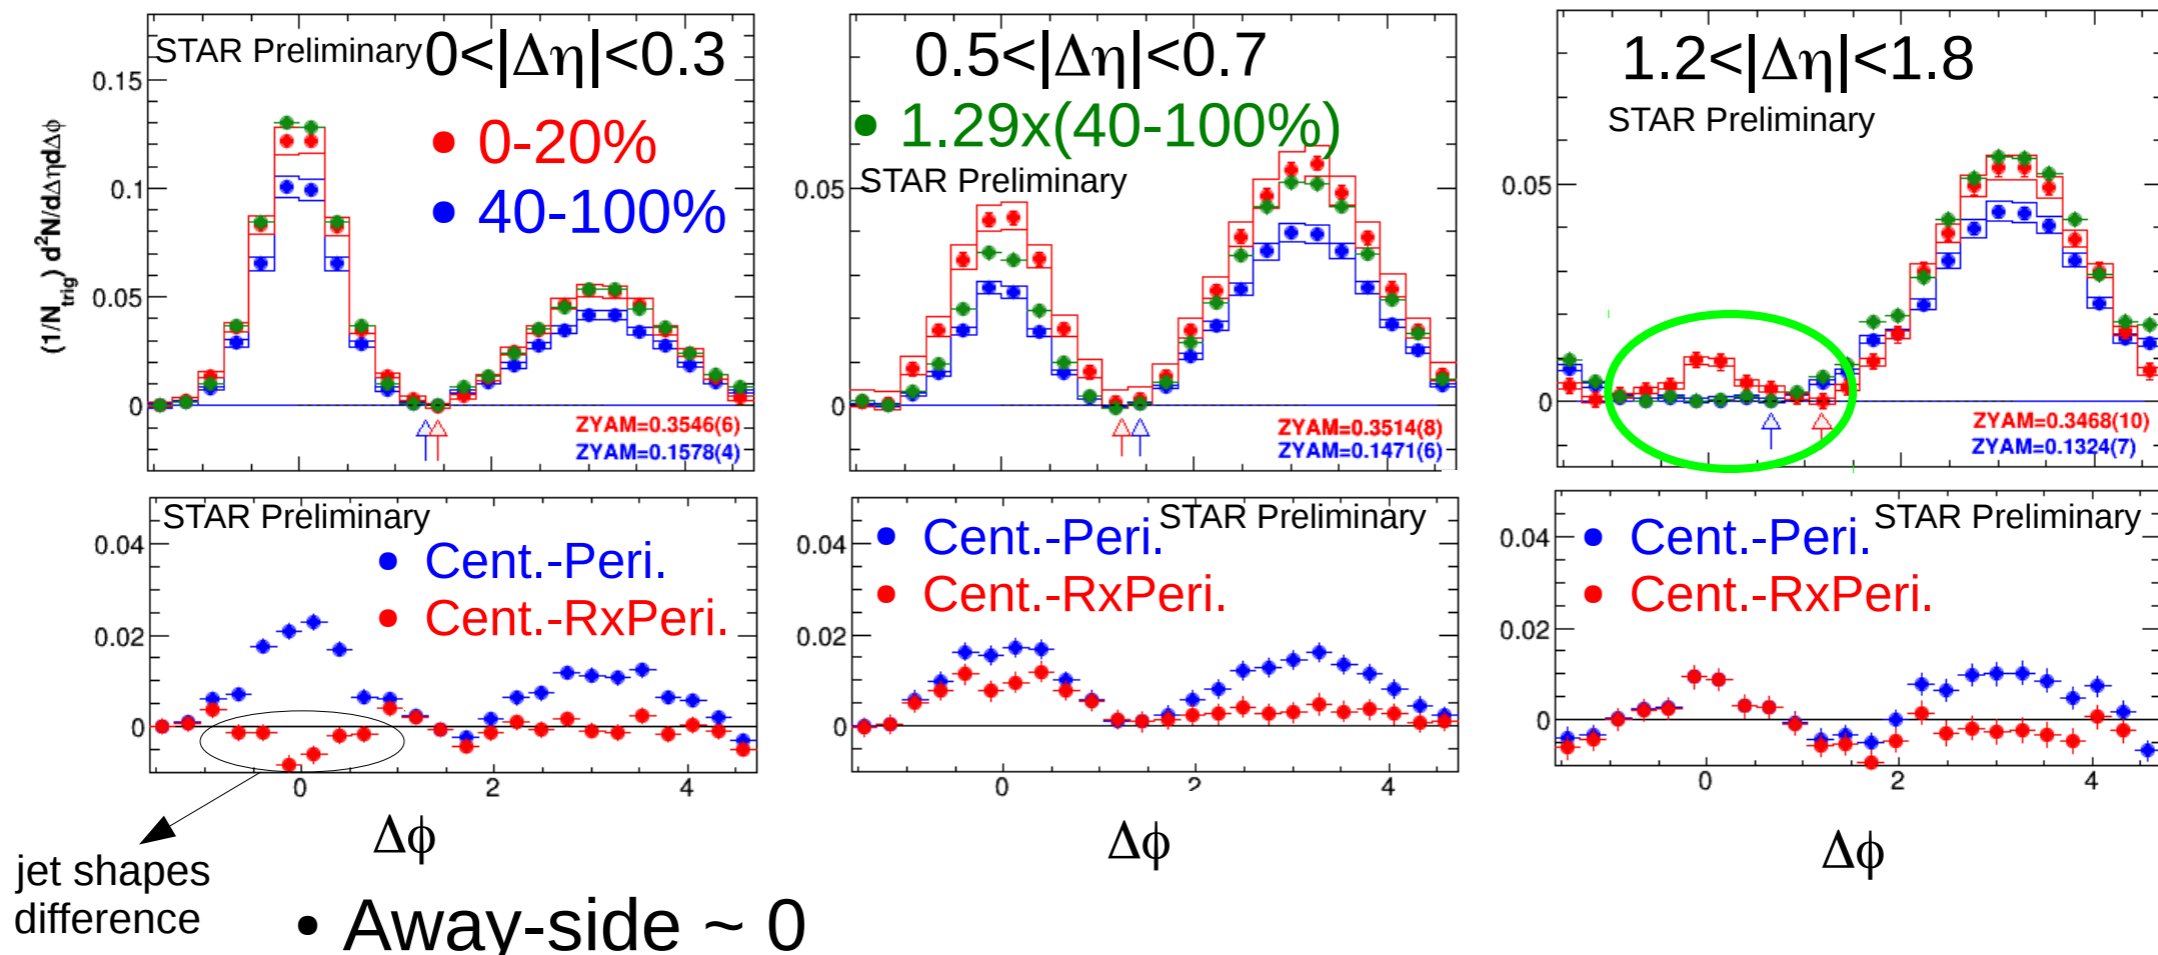 STAR Preliminary 0<|Δη|<0.3
0-20%
40-100%
0.15
0.1
0.05
0
(1/N_trig) d²N/dΔηdΔϕ
ZYAM=0.3546(6)
ZYAM=0.1578(4)
0.5<|Δη|<0.7
1.29x(40-100%)
STAR Preliminary
0.05
0
ZYAM=0.3514(8)
ZYAM=0.1471(6)
1.2<|Δη|<1.8
STAR Preliminary
0.05
0
ZYAM=0.3468(10)
ZYAM=0.1324(7)
STAR Preliminary
Cent.-Peri.
Cent.-RxPeri.
0.04
0.02
0
0 2 4
Δϕ
STAR Preliminary
Cent.-Peri.
Cent.-RxPeri.
0.04
0.02
0
0 2 4
Δϕ
STAR Preliminary
Cent.-Peri.
Cent.-RxPeri.
0.04
0.02
0
0 2 4
Δϕ
jet shapes
difference
• Away-side ~ 0